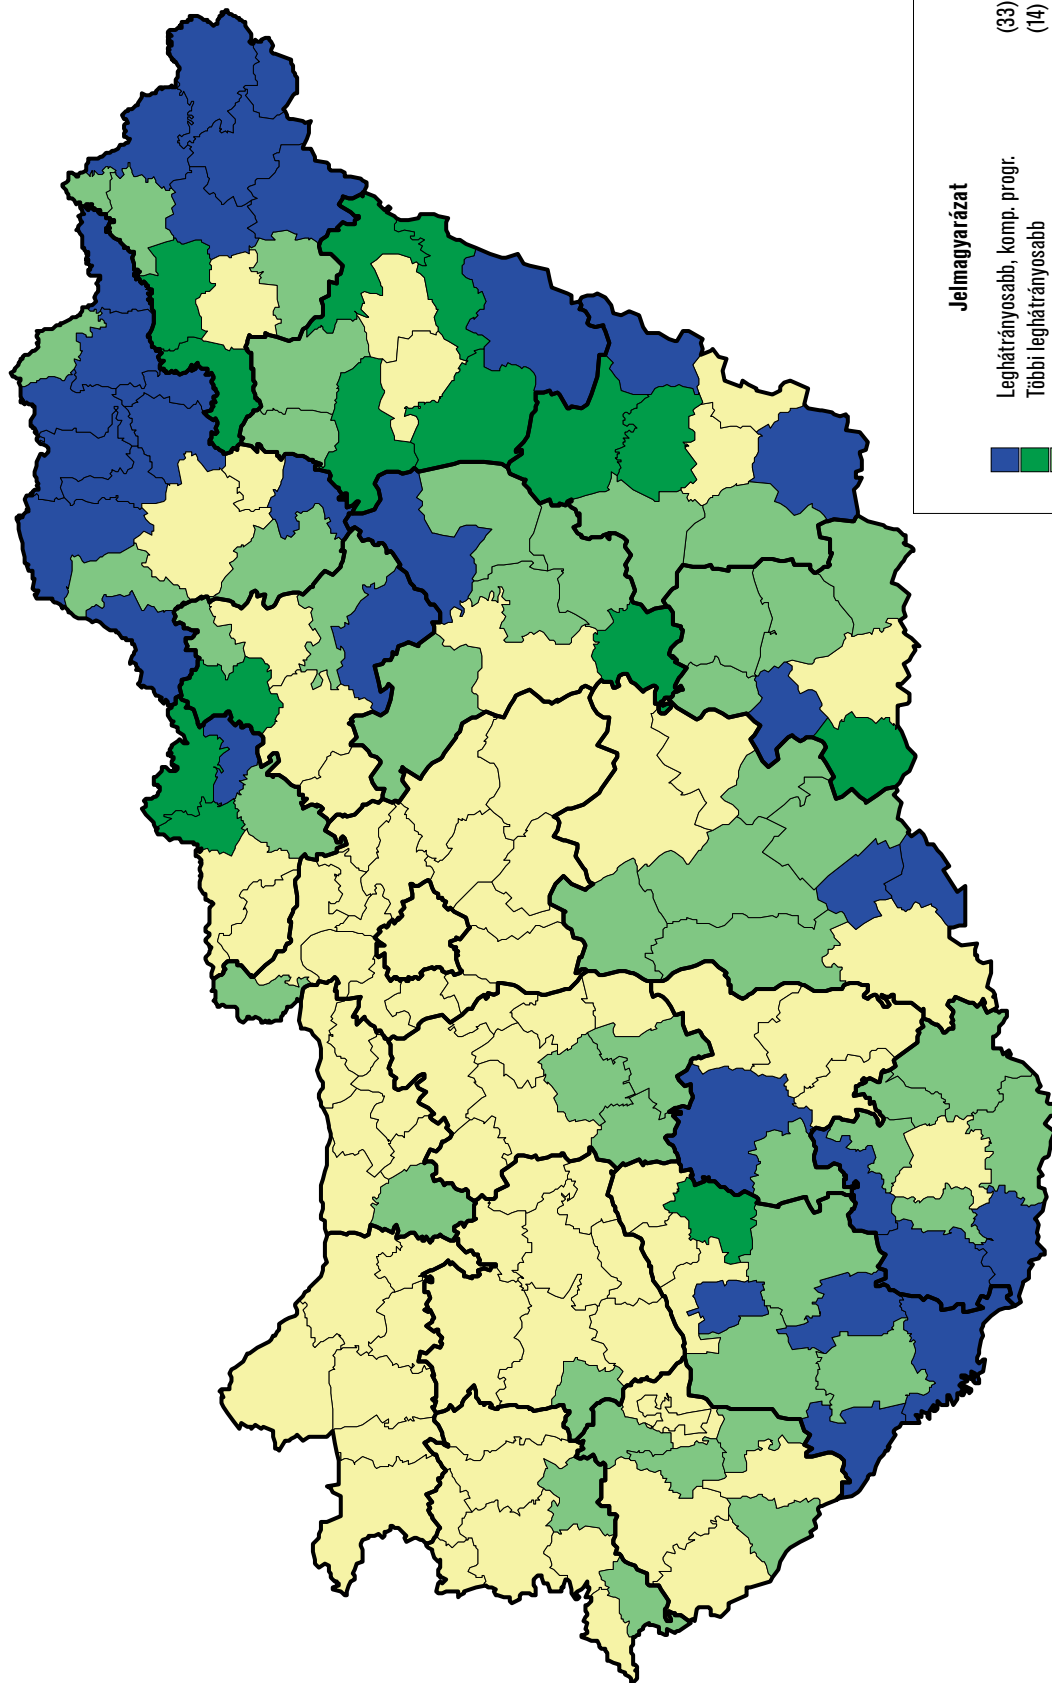 Jelmagyarázat
Leghátrányosabb, komp. progr. (33)
Többi leghátrányosabb (14)